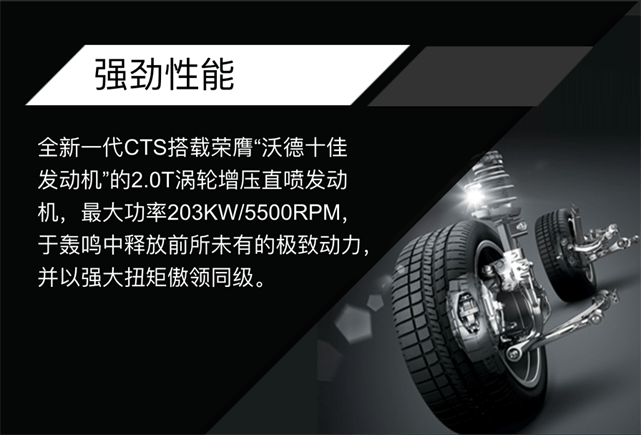 强劲性能
全新一代CTS搭载荣膺“沃德十佳
发动机”的2.0T涡轮增压直喷发动
机，最大功率203KW/5500RPM，
于轰鸣中释放前所未有的极致动力，
并以强大扭矩傲领同级。